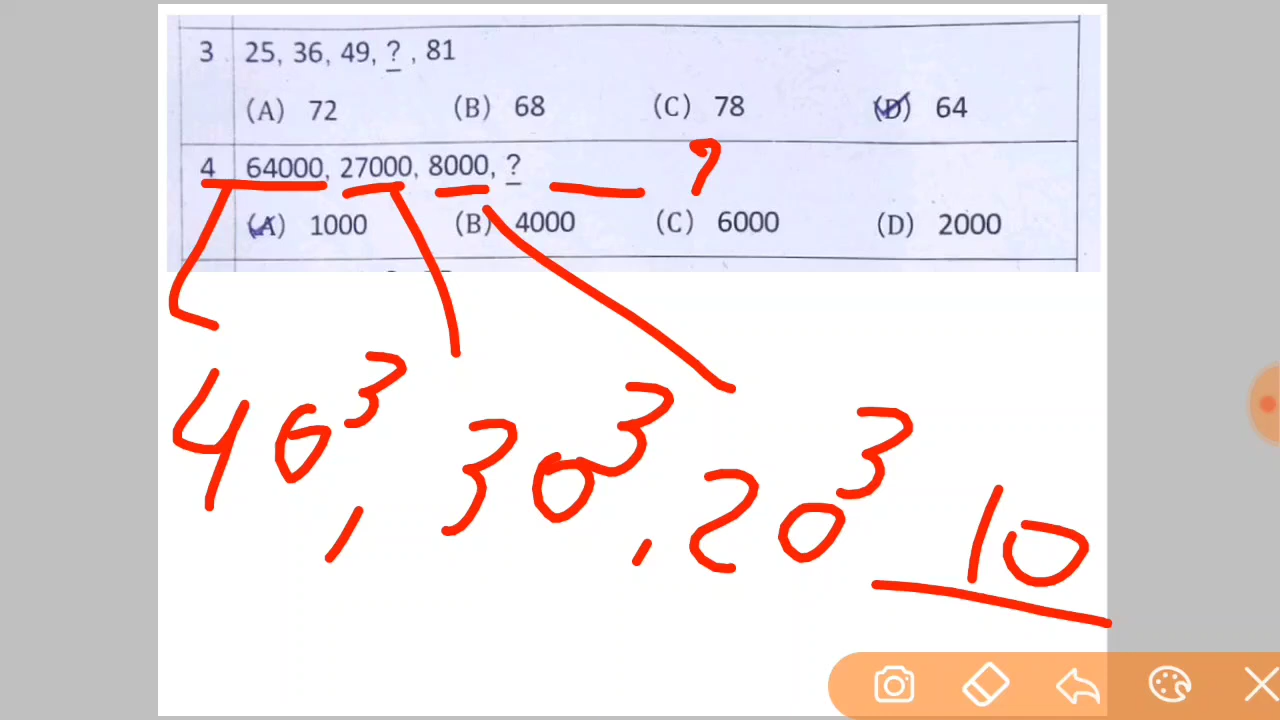 3 25, 36, 49, ? , 81
(A) 72 (B) 68 (C) 78 (D) 64
4 64000, 27000, 8000, ?
(A) 1000 (B) 4000 (C) 6000 (D) 2000
?
40³, 30³, 20³ 10